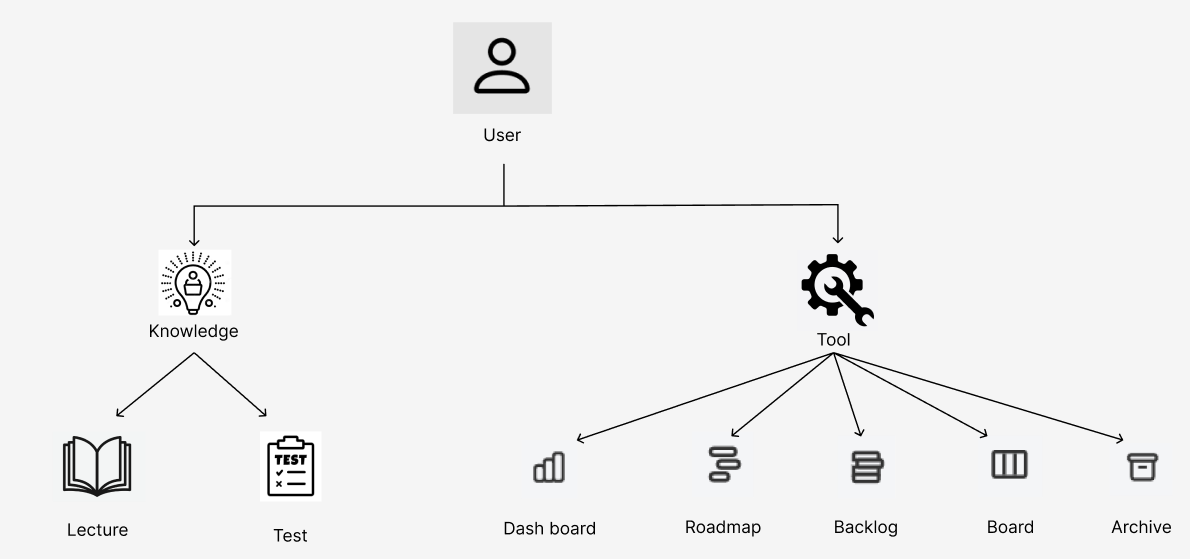 User
Knowledge
Tool
TEST
Lecture
Test
Dash board
Roadmap
Backlog
Board
Archive